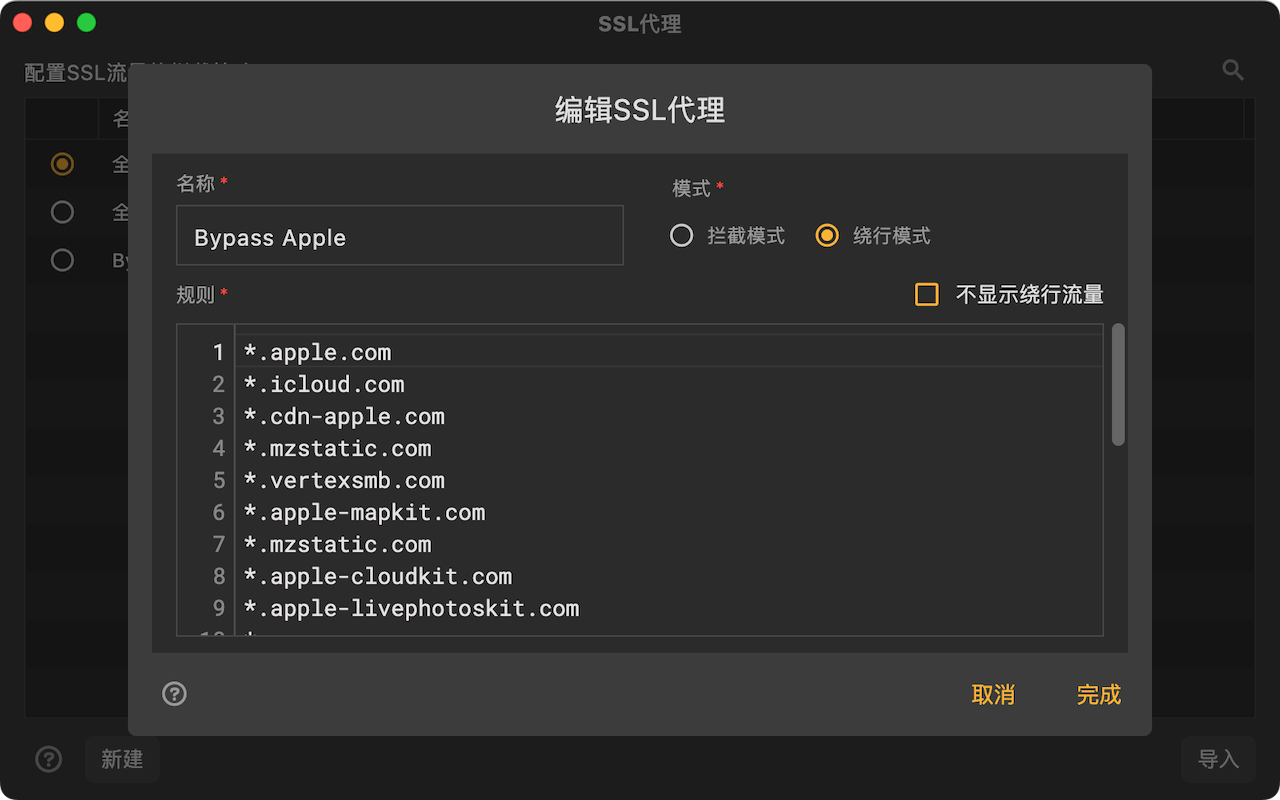 SSL代理
配置SSL流
编辑SSL代理
名
全
全
By
名称 *
模式 *
Bypass Apple
拦截模式
绕行模式
规则 *
不显示绕行流量
1 *.apple.com
2 *.icloud.com
3 *.cdn-apple.com
4 *.mzstatic.com
5 *.vertexsmb.com
6 *.apple-mapkit.com
7 *.mzstatic.com
8 *.apple-cloudkit.com
9 *.apple-livephotoskit.com
取消
完成
新建
导入